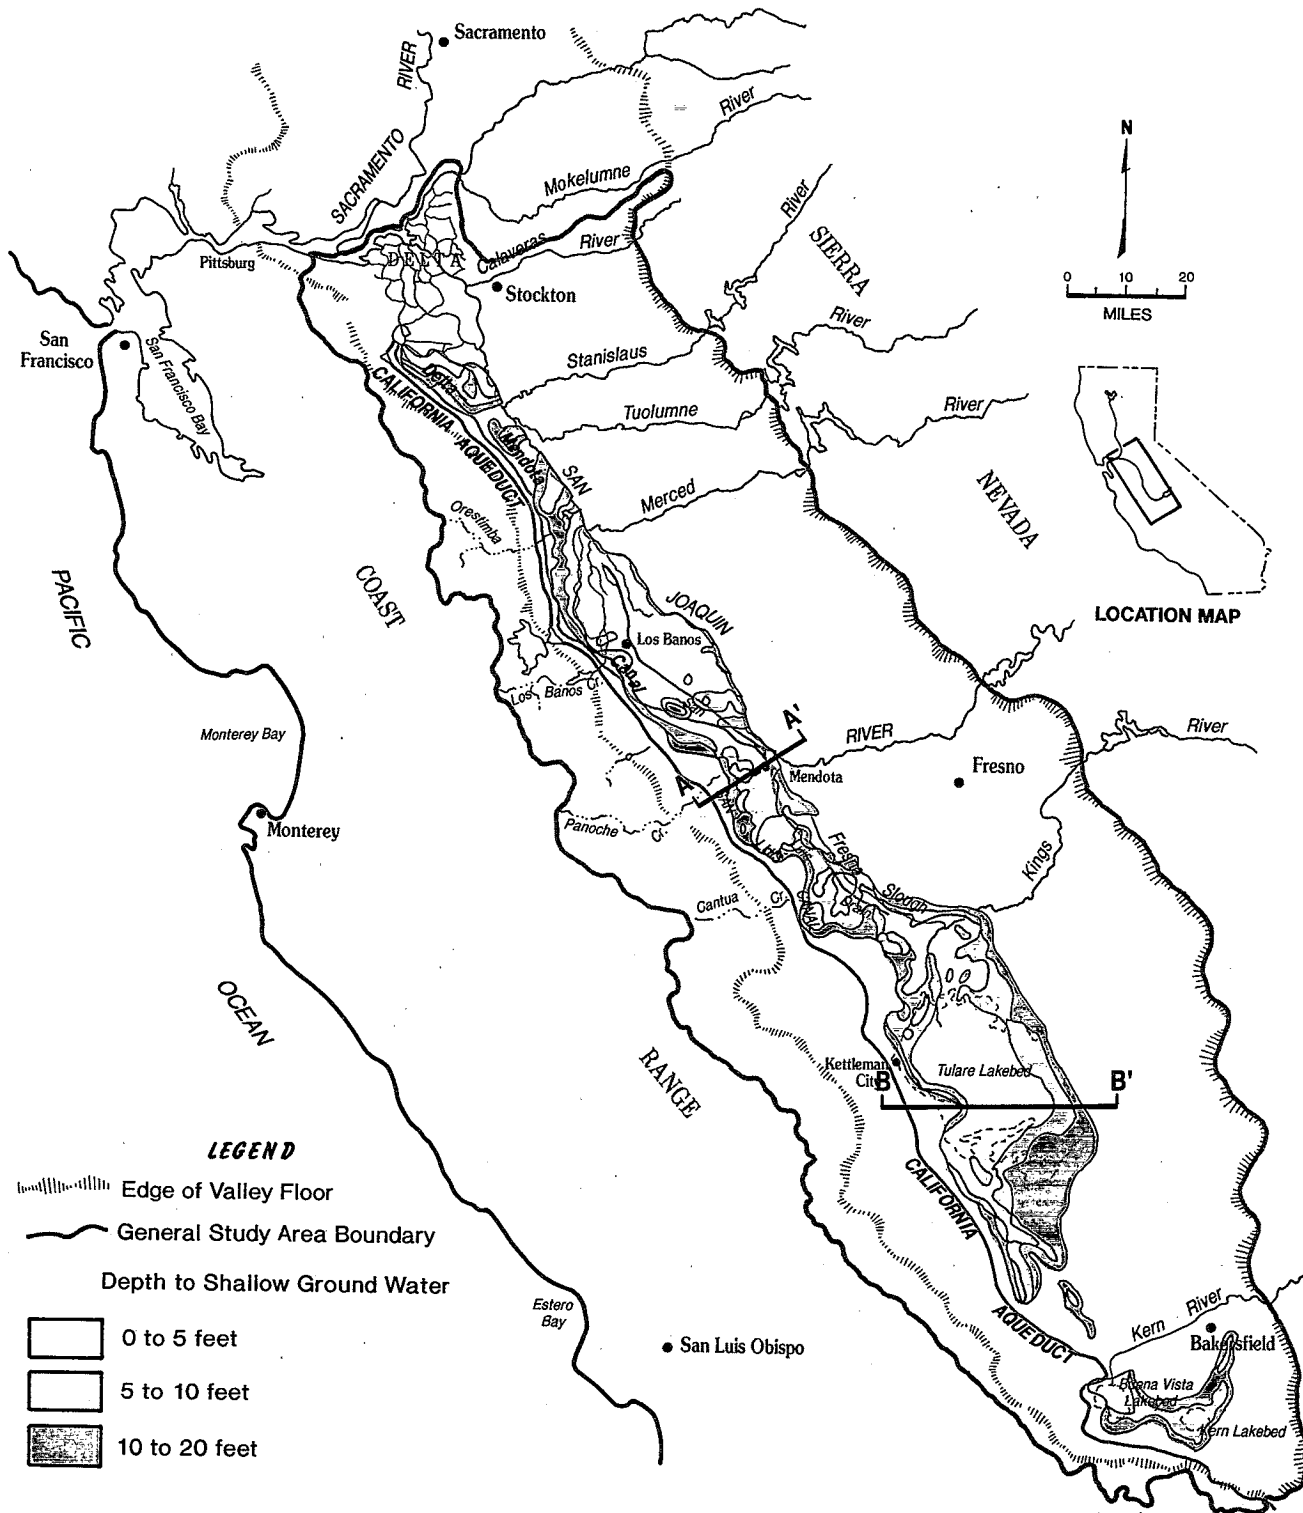 Sacramento
RIVER
SACRAMENTO
River
Mokelumne
Calaveras
River
River
SIERRA
N
0 10 20
MILES
Pittsburg
DELTA
Stockton
San
Francisco
San Francisco Bay
River
Stanislaus
Delta
CALIFORNIA AQUEDUCT
Tuolumne
River
Mendota
SAN
Merced
NEVADA
Orestimba
PACIFIC
COAST
JOAQUIN
LOCATION MAP
Los Banos
Canal
Los Banos Cr.
Monterey Bay
A'
RIVER
River
Fresno
A
Mendota
Monterey
Panoche
Cr.
Kings
Slough
Cantua
Cr.
OCEAN
RANGE
Kettleman
City
Tulare Lakebed
B
B'
LEGEND
Edge of Valley Floor
General Study Area Boundary
Depth to Shallow Ground Water
0 to 5 feet
5 to 10 feet
10 to 20 feet
CALIFORNIA
AQUEDUCT
Estero
Bay
San Luis Obispo
Kern
River
Bakersfield
Buena Vista
Lakebed
Kern Lakebed